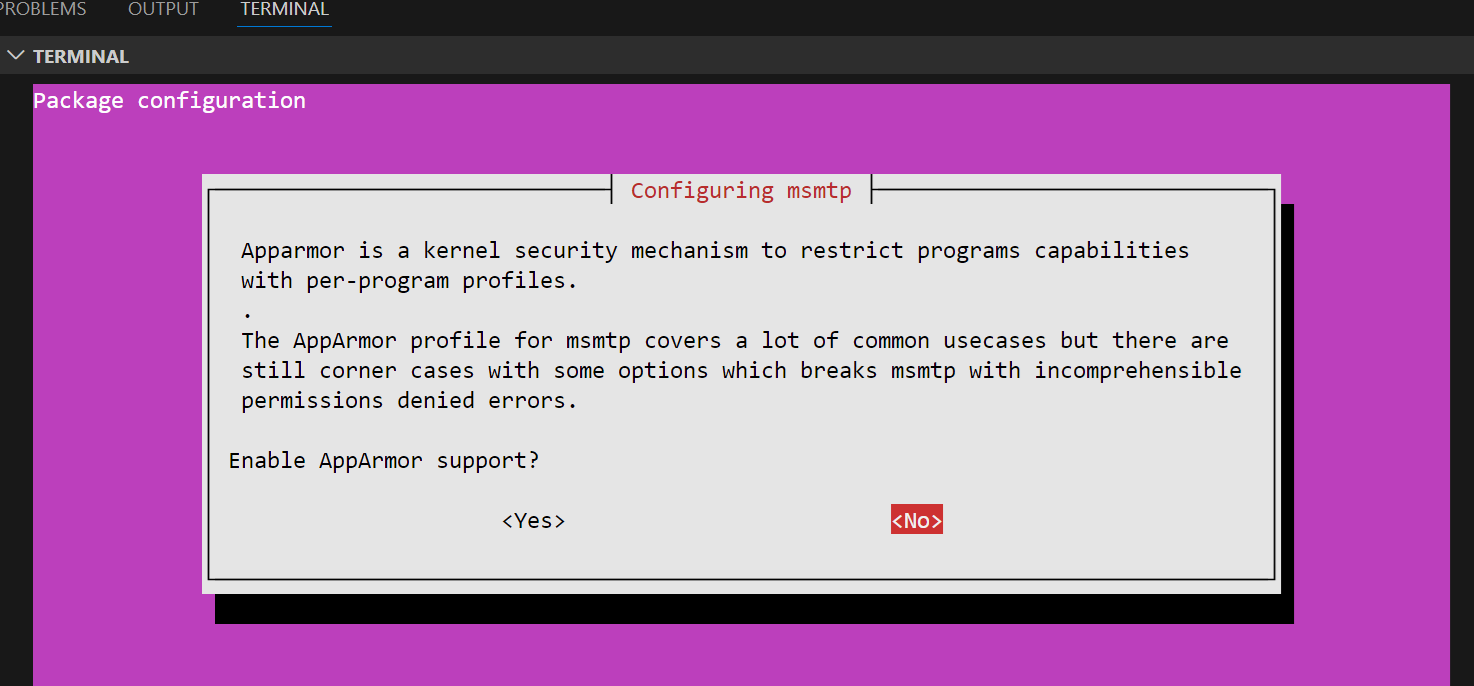 PROBLEMS OUTPUT TERMINAL
TERMINAL
Package configuration
Configuring msmtp
Apparmor is a kernel security mechanism to restrict programs capabilities
with per-program profiles.
.
The AppArmor profile for msmtp covers a lot of common usecases but there are
still corner cases with some options which breaks msmtp with incomprehensible
permissions denied errors.
Enable AppArmor support?
<Yes> <No>